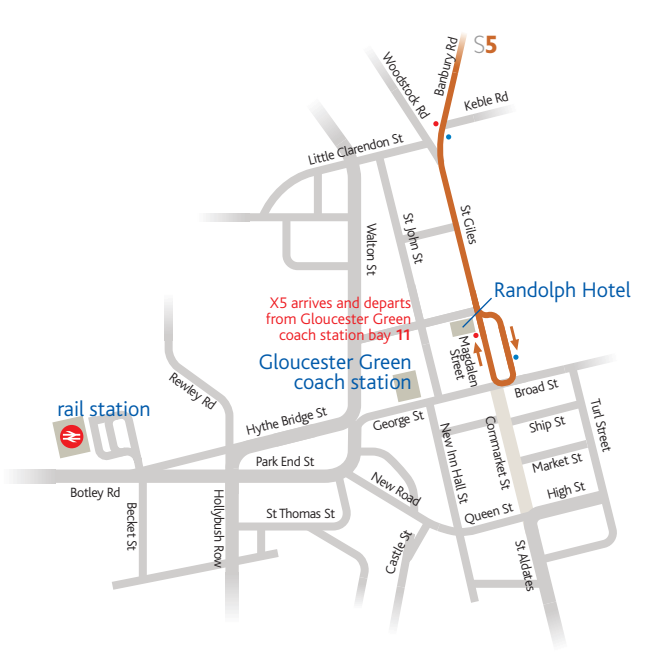 S5
Banbury Rd
Woodstock Rd
Keble Rd
Little Clarendon St
St Giles
St John St
Walton St
Randolph Hotel
X5 arrives and departs
from Gloucester Green
coach station bay 11
Magdalen
Street
Gloucester Green
coach station
Rewley Rd
rail station
Hythe Bridge St
George St
Broad St
Turl Street
Ship St
Cornmarket St
New Inn Hall St
Market St
High St
Park End St
New Road
Botley Rd
Becket St
Hollybush Row
St Thomas St
Queen St
Castle St
St Aldates